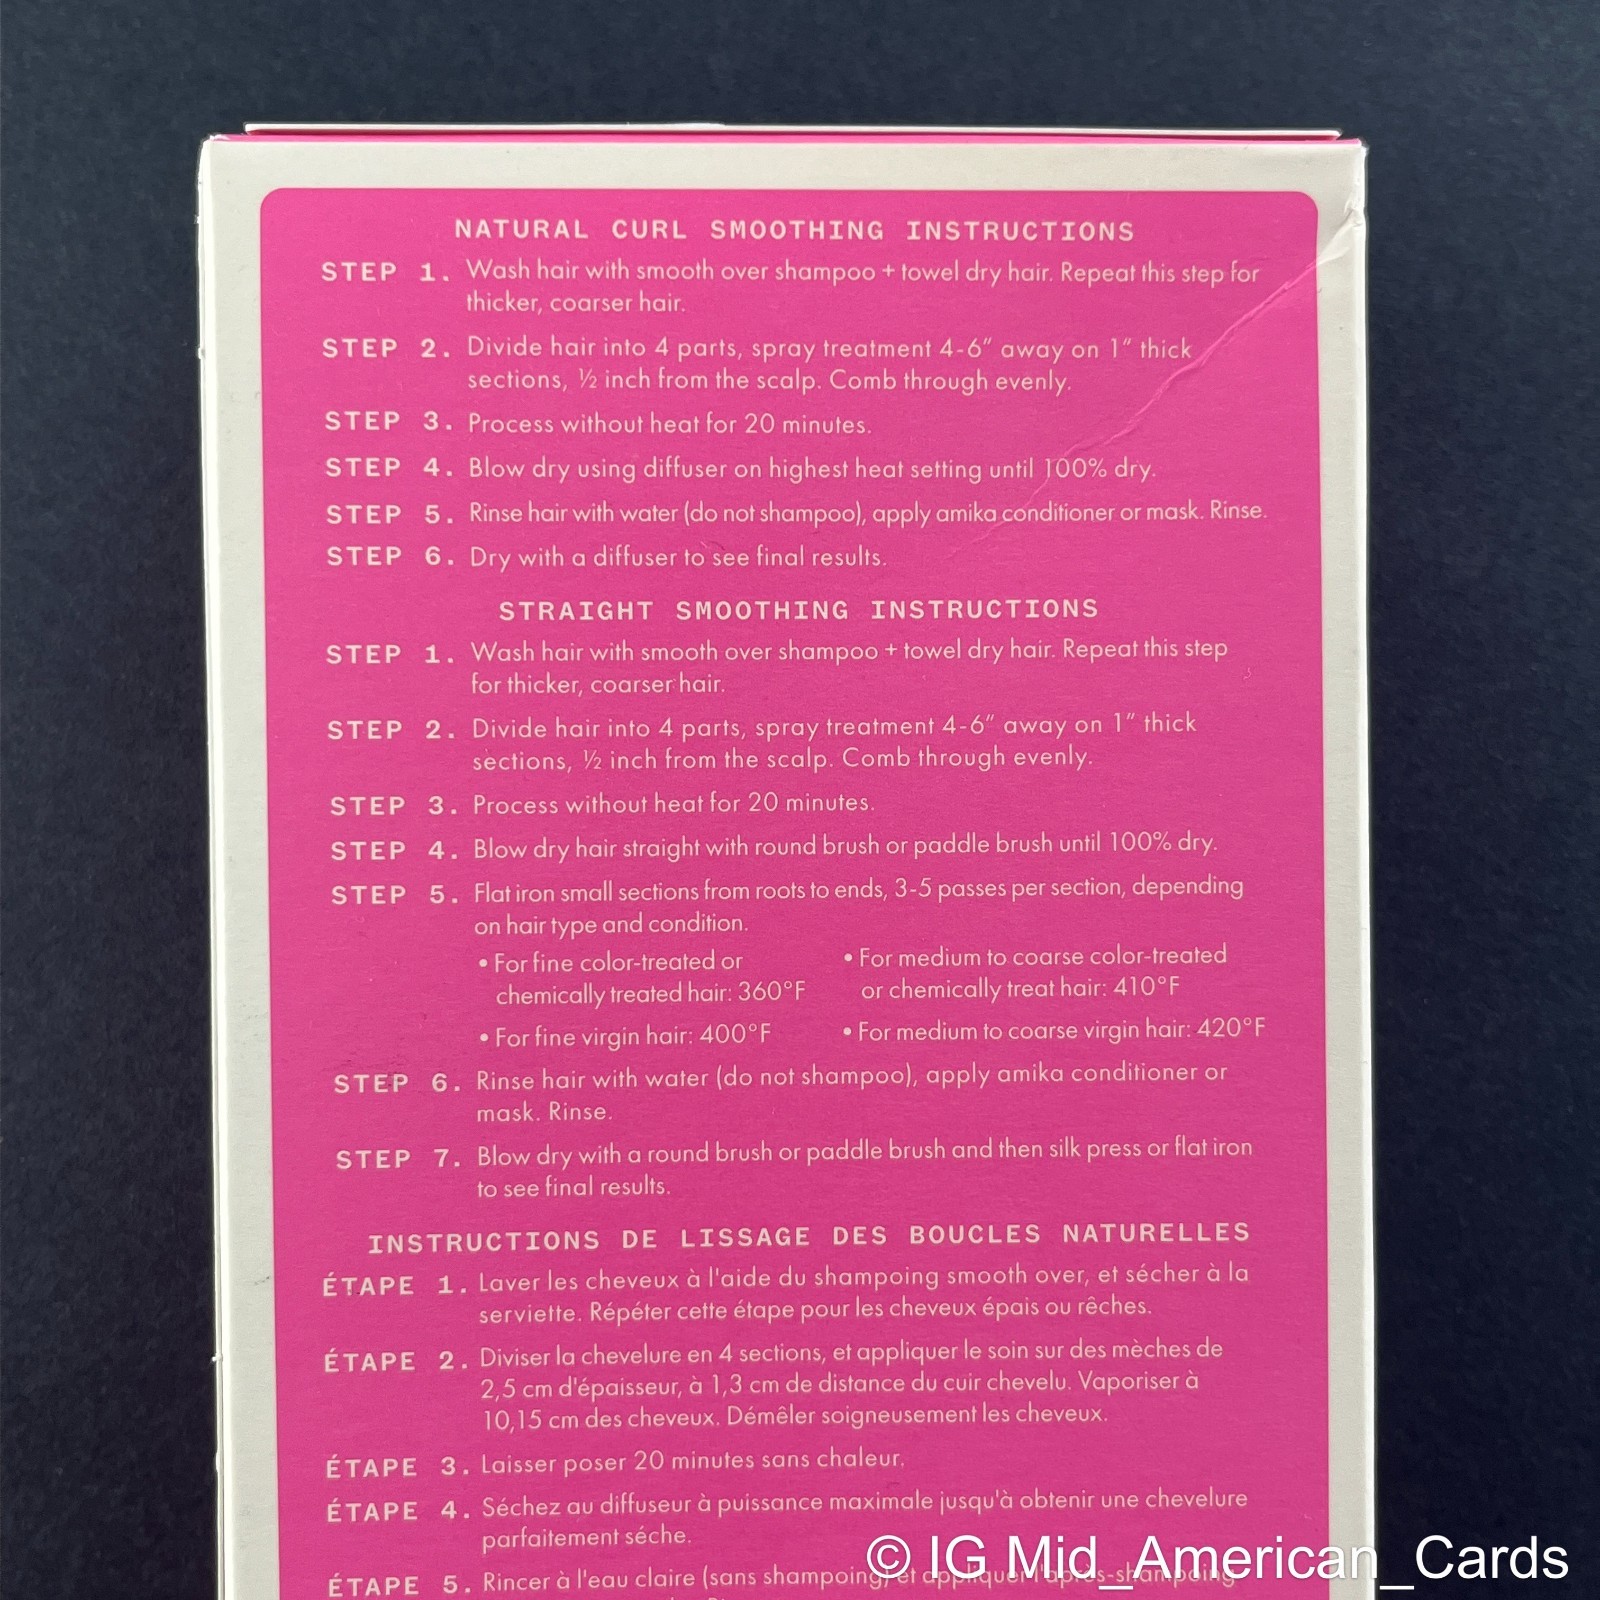 NATURAL CURL SMOOTHING INSTRUCTIONS
STEP 1. Wash hair with smooth over shampoo + towel dry hair. Repeat this step for
thicker, coarser hair.
STEP 2. Divide hair into 4 parts, spray treatment 4-6" away on 1" thick
sections, ½ inch from the scalp. Comb through evenly.
STEP 3. Process without heat for 20 minutes.
STEP 4. Blow dry using diffuser on highest heat setting until 100% dry.
STEP 5. Rinse hair with water (do not shampoo), apply amika conditioner or mask. Rinse.
STEP 6. Dry with a diffuser to see final results.
STRAIGHT SMOOTHING INSTRUCTIONS
STEP 1. Wash hair with smooth over shampoo + towel dry hair. Repeat this step
for thicker, coarser hair.
STEP 2. Divide hair into 4 parts, spray treatment 4-6" away on 1" thick
sections, ½ inch from the scalp. Comb through evenly.
STEP 3. Process without heat for 20 minutes.
STEP 4. Blow dry hair straight with round brush or paddle brush until 100% dry.
STEP 5. Flat iron small sections from roots to ends, 3-5 passes per section, depending
on hair type and condition.
• For fine color-treated or
chemically treated hair: 360°F
• For fine virgin hair: 400°F
• For medium to coarse color-treated
or chemically treat hair: 410°F
• For medium to coarse virgin hair: 420°F
STEP 6. Rinse hair with water (do not shampoo), apply amika conditioner or
mask. Rinse.
STEP 7. Blow dry with a round brush or paddle brush and then silk press or flat iron
to see final results.
INSTRUCTIONS DE LISSAGE DES BOUCLES NATURELLES
ÉTAPE 1. Laver les cheveux à l'aide du shampoing smooth over, et sécher à la
serviette. Répéter cette étape pour les cheveux épais ou rêches.
ÉTAPE 2. Diviser la chevelure en 4 sections, et appliquer le soin sur des mèches de
2,5 cm d'épaisseur, à 1,3 cm de distance du cuir chevelu. Vaporiser à
10,15 cm des cheveux. Démêler soigneusement les cheveux.
ÉTAPE 3. Laisser poser 20 minutes sans chaleur.
ÉTAPE 4. Séchez au diffuseur à puissance maximale jusqu'à obtenir une chevelure
parfaitement séche.
ÉTAPE 5. Rincer à l'eau claire (sans shampoing) et appliquer l'après-shampoing
© IG Mid_American_Cards